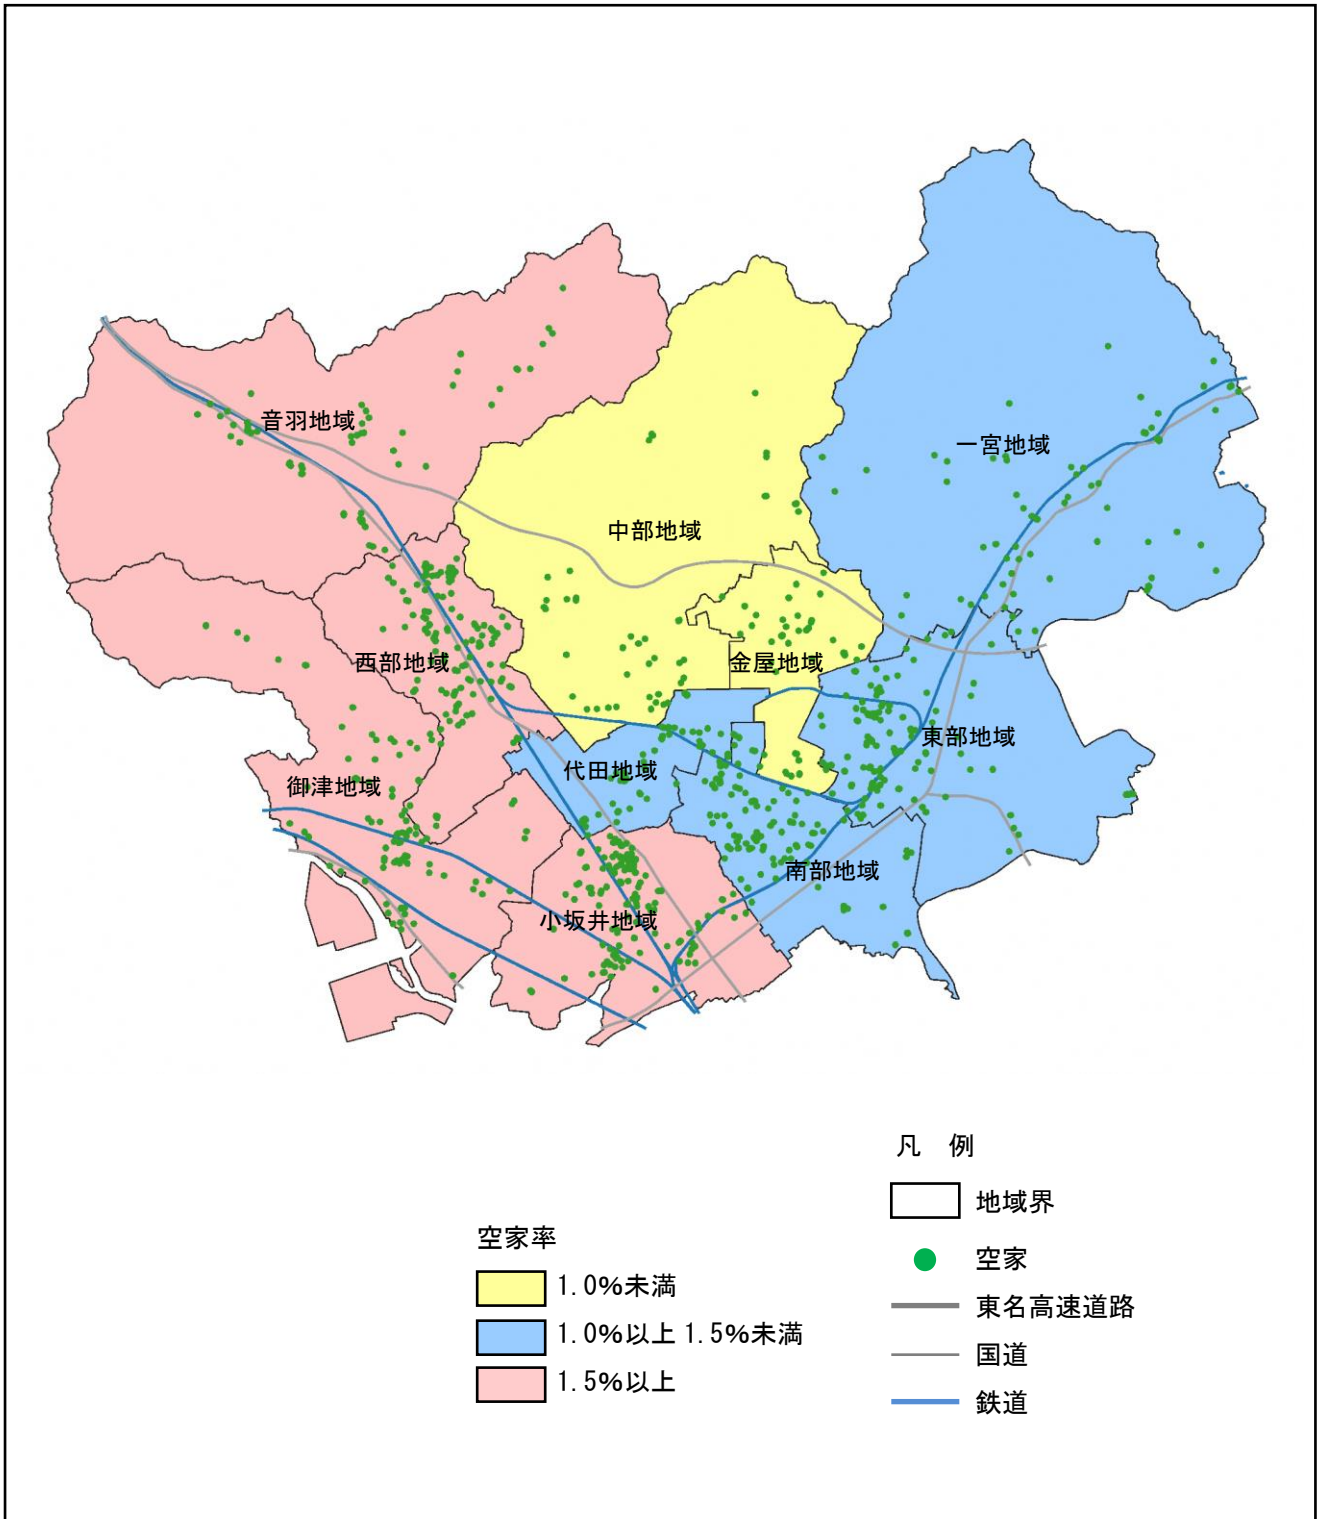 音羽地域
一宮地域
中部地域
西部地域
金屋地域
東部地域
代田地域
御津地域
南部地域
小坂井地域
凡 例
地域界
空家
東名高速道路
国道
鉄道
空家率
1.0%未満
1.0%以上 1.5%未満
1.5%以上